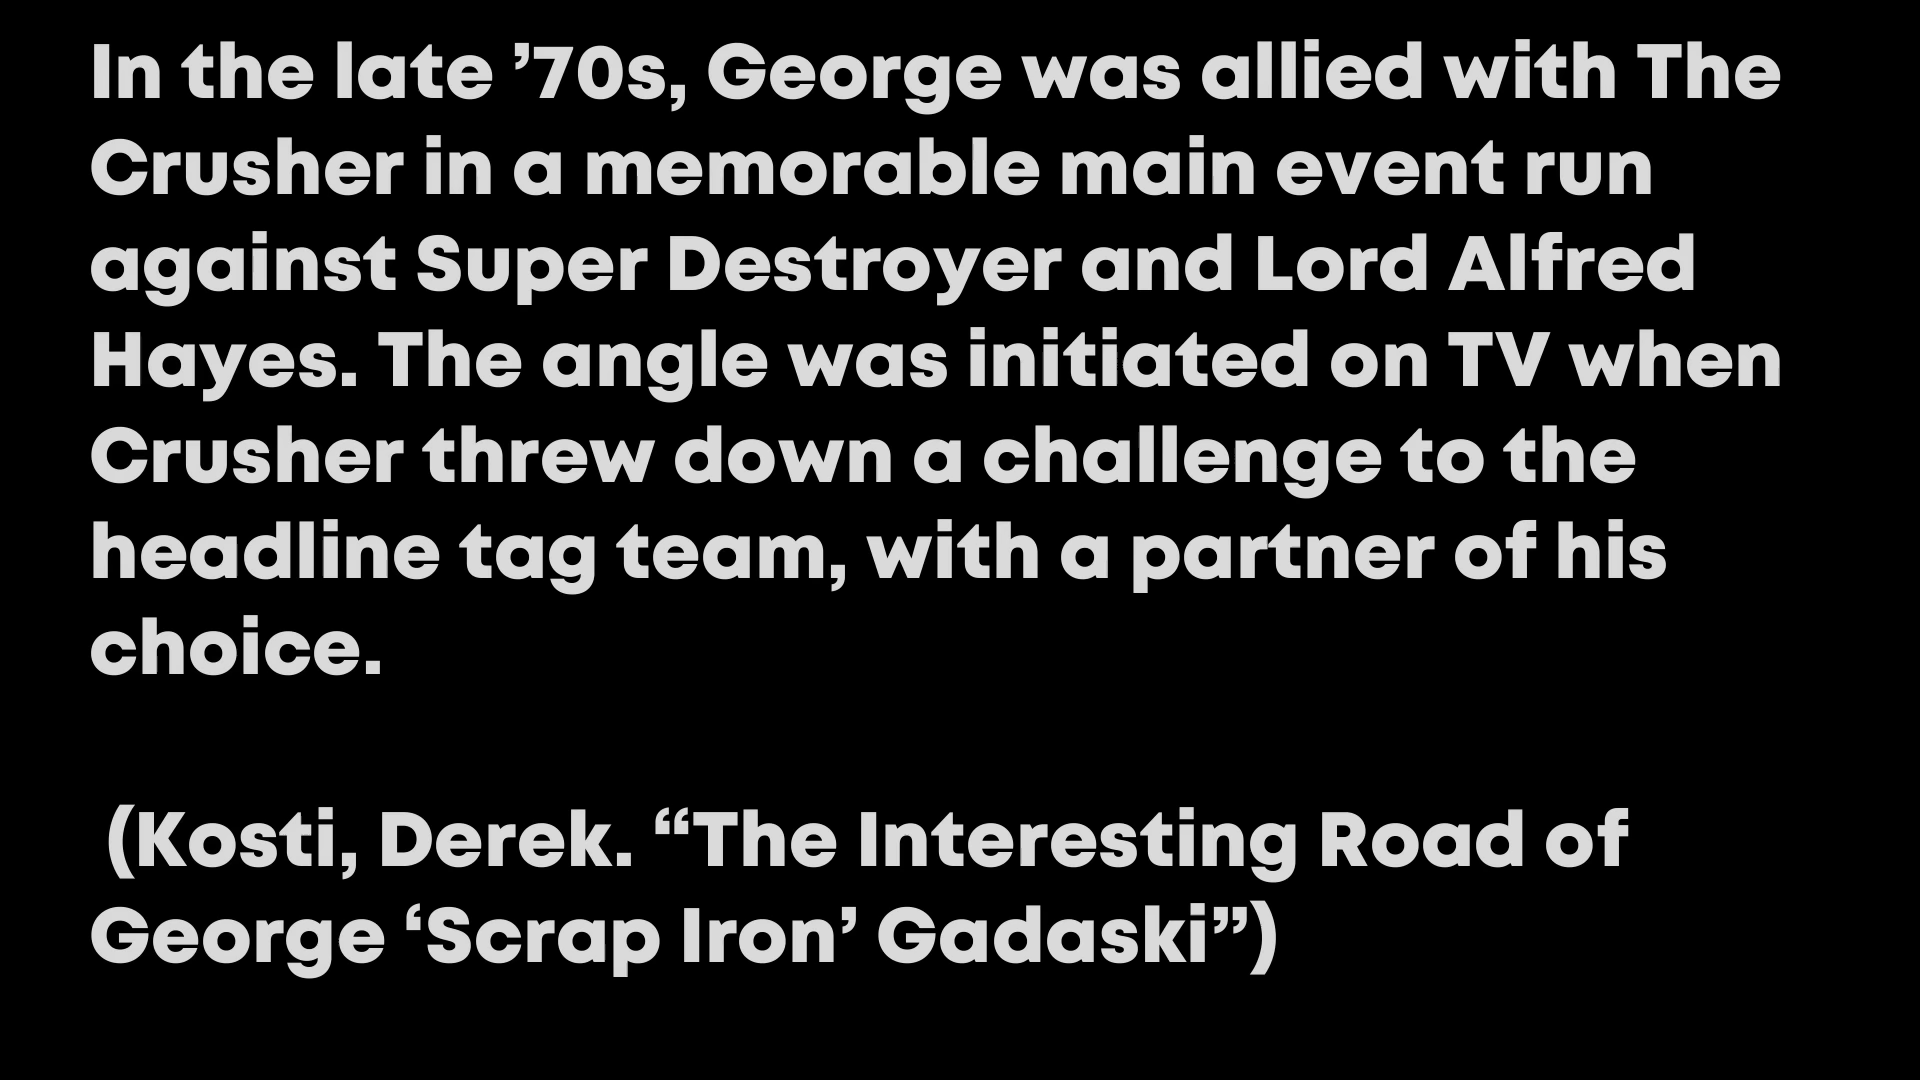 In the late ’70s, George was allied with The
Crusher in a memorable main event run
against Super Destroyer and Lord Alfred
Hayes. The angle was initiated on TV when
Crusher threw down a challenge to the
headline tag team, with a partner of his
choice.
(Kosti, Derek. “The Interesting Road of
George ‘Scrap Iron’ Gadaski”)